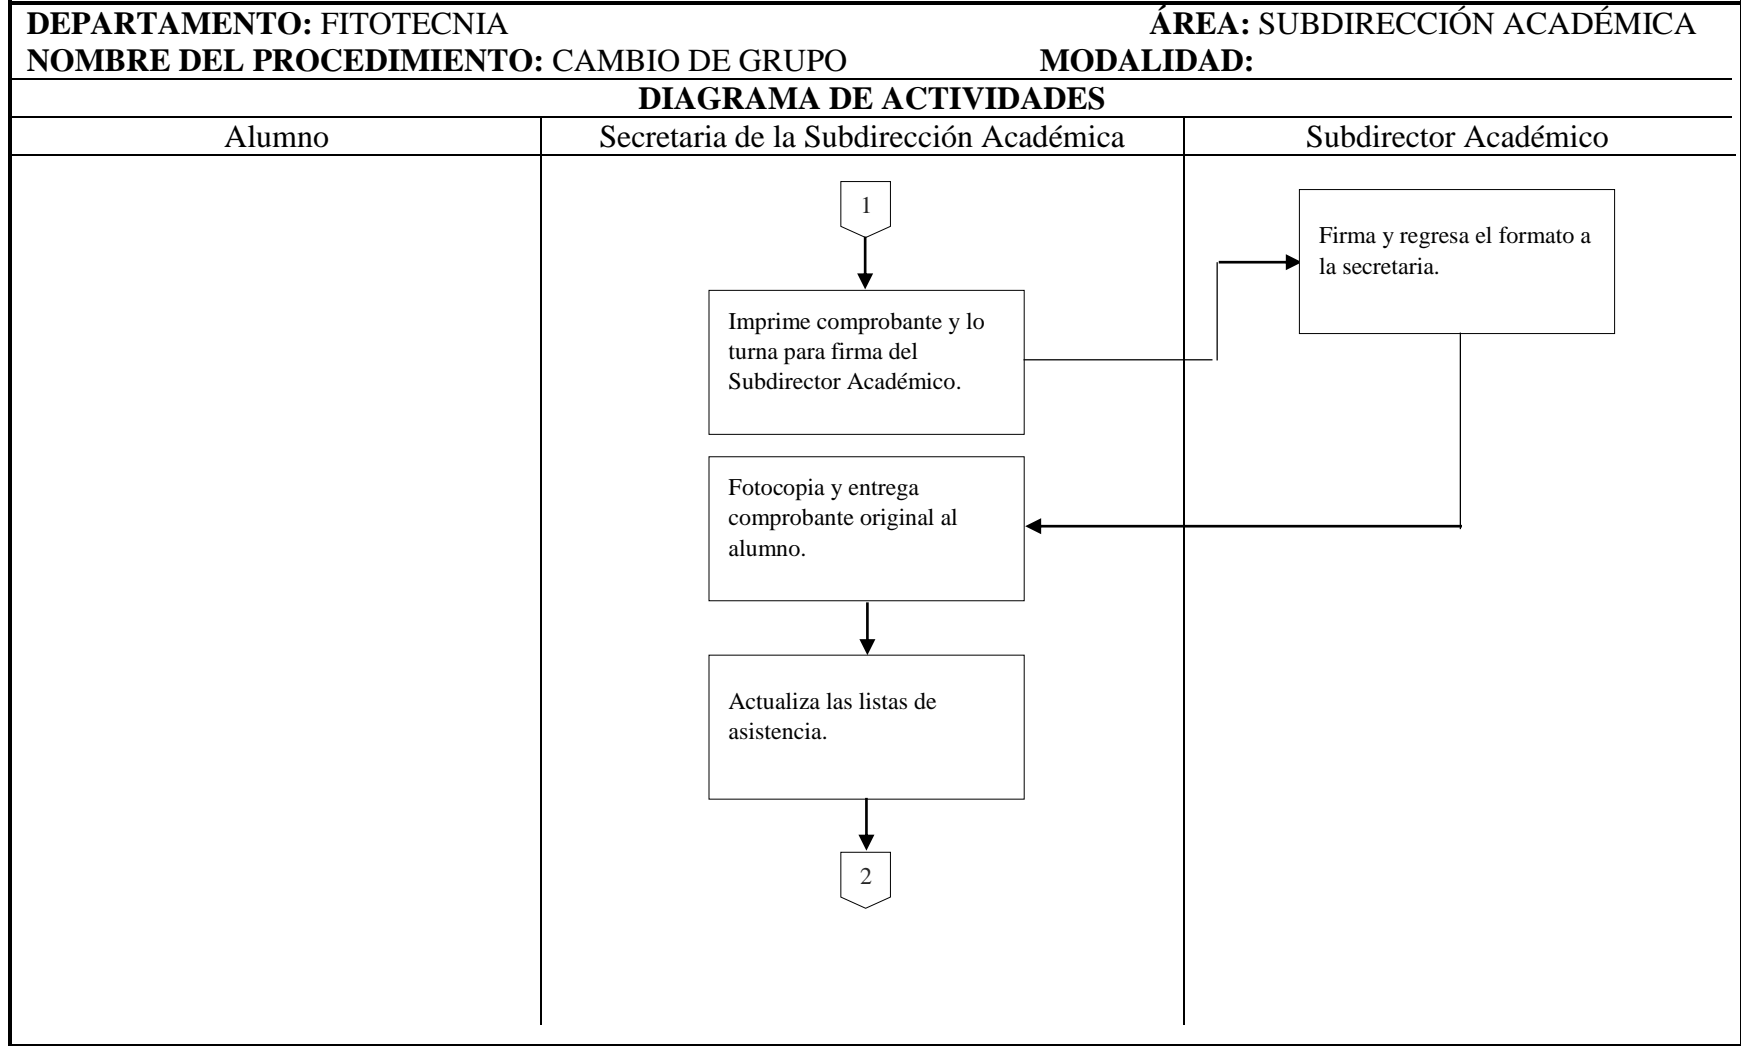 DEPARTAMENTO: FITOTECNIA ÁREA: SUBDIRECCIÓN ACADÉMICA
NOMBRE DEL PROCEDIMIENTO: CAMBIO DE GRUPO MODALIDAD:
DIAGRAMA DE ACTIVIDADES
Alumno Secretaria de la Subdirección Académica Subdirector Académico
1
Imprime comprobante y lo
turna para firma del
Subdirector Académico.
Firma y regresa el formato a
la secretaria.
Fotocopia y entrega
comprobante original al
alumno.
Actualiza las listas de
asistencia.
2